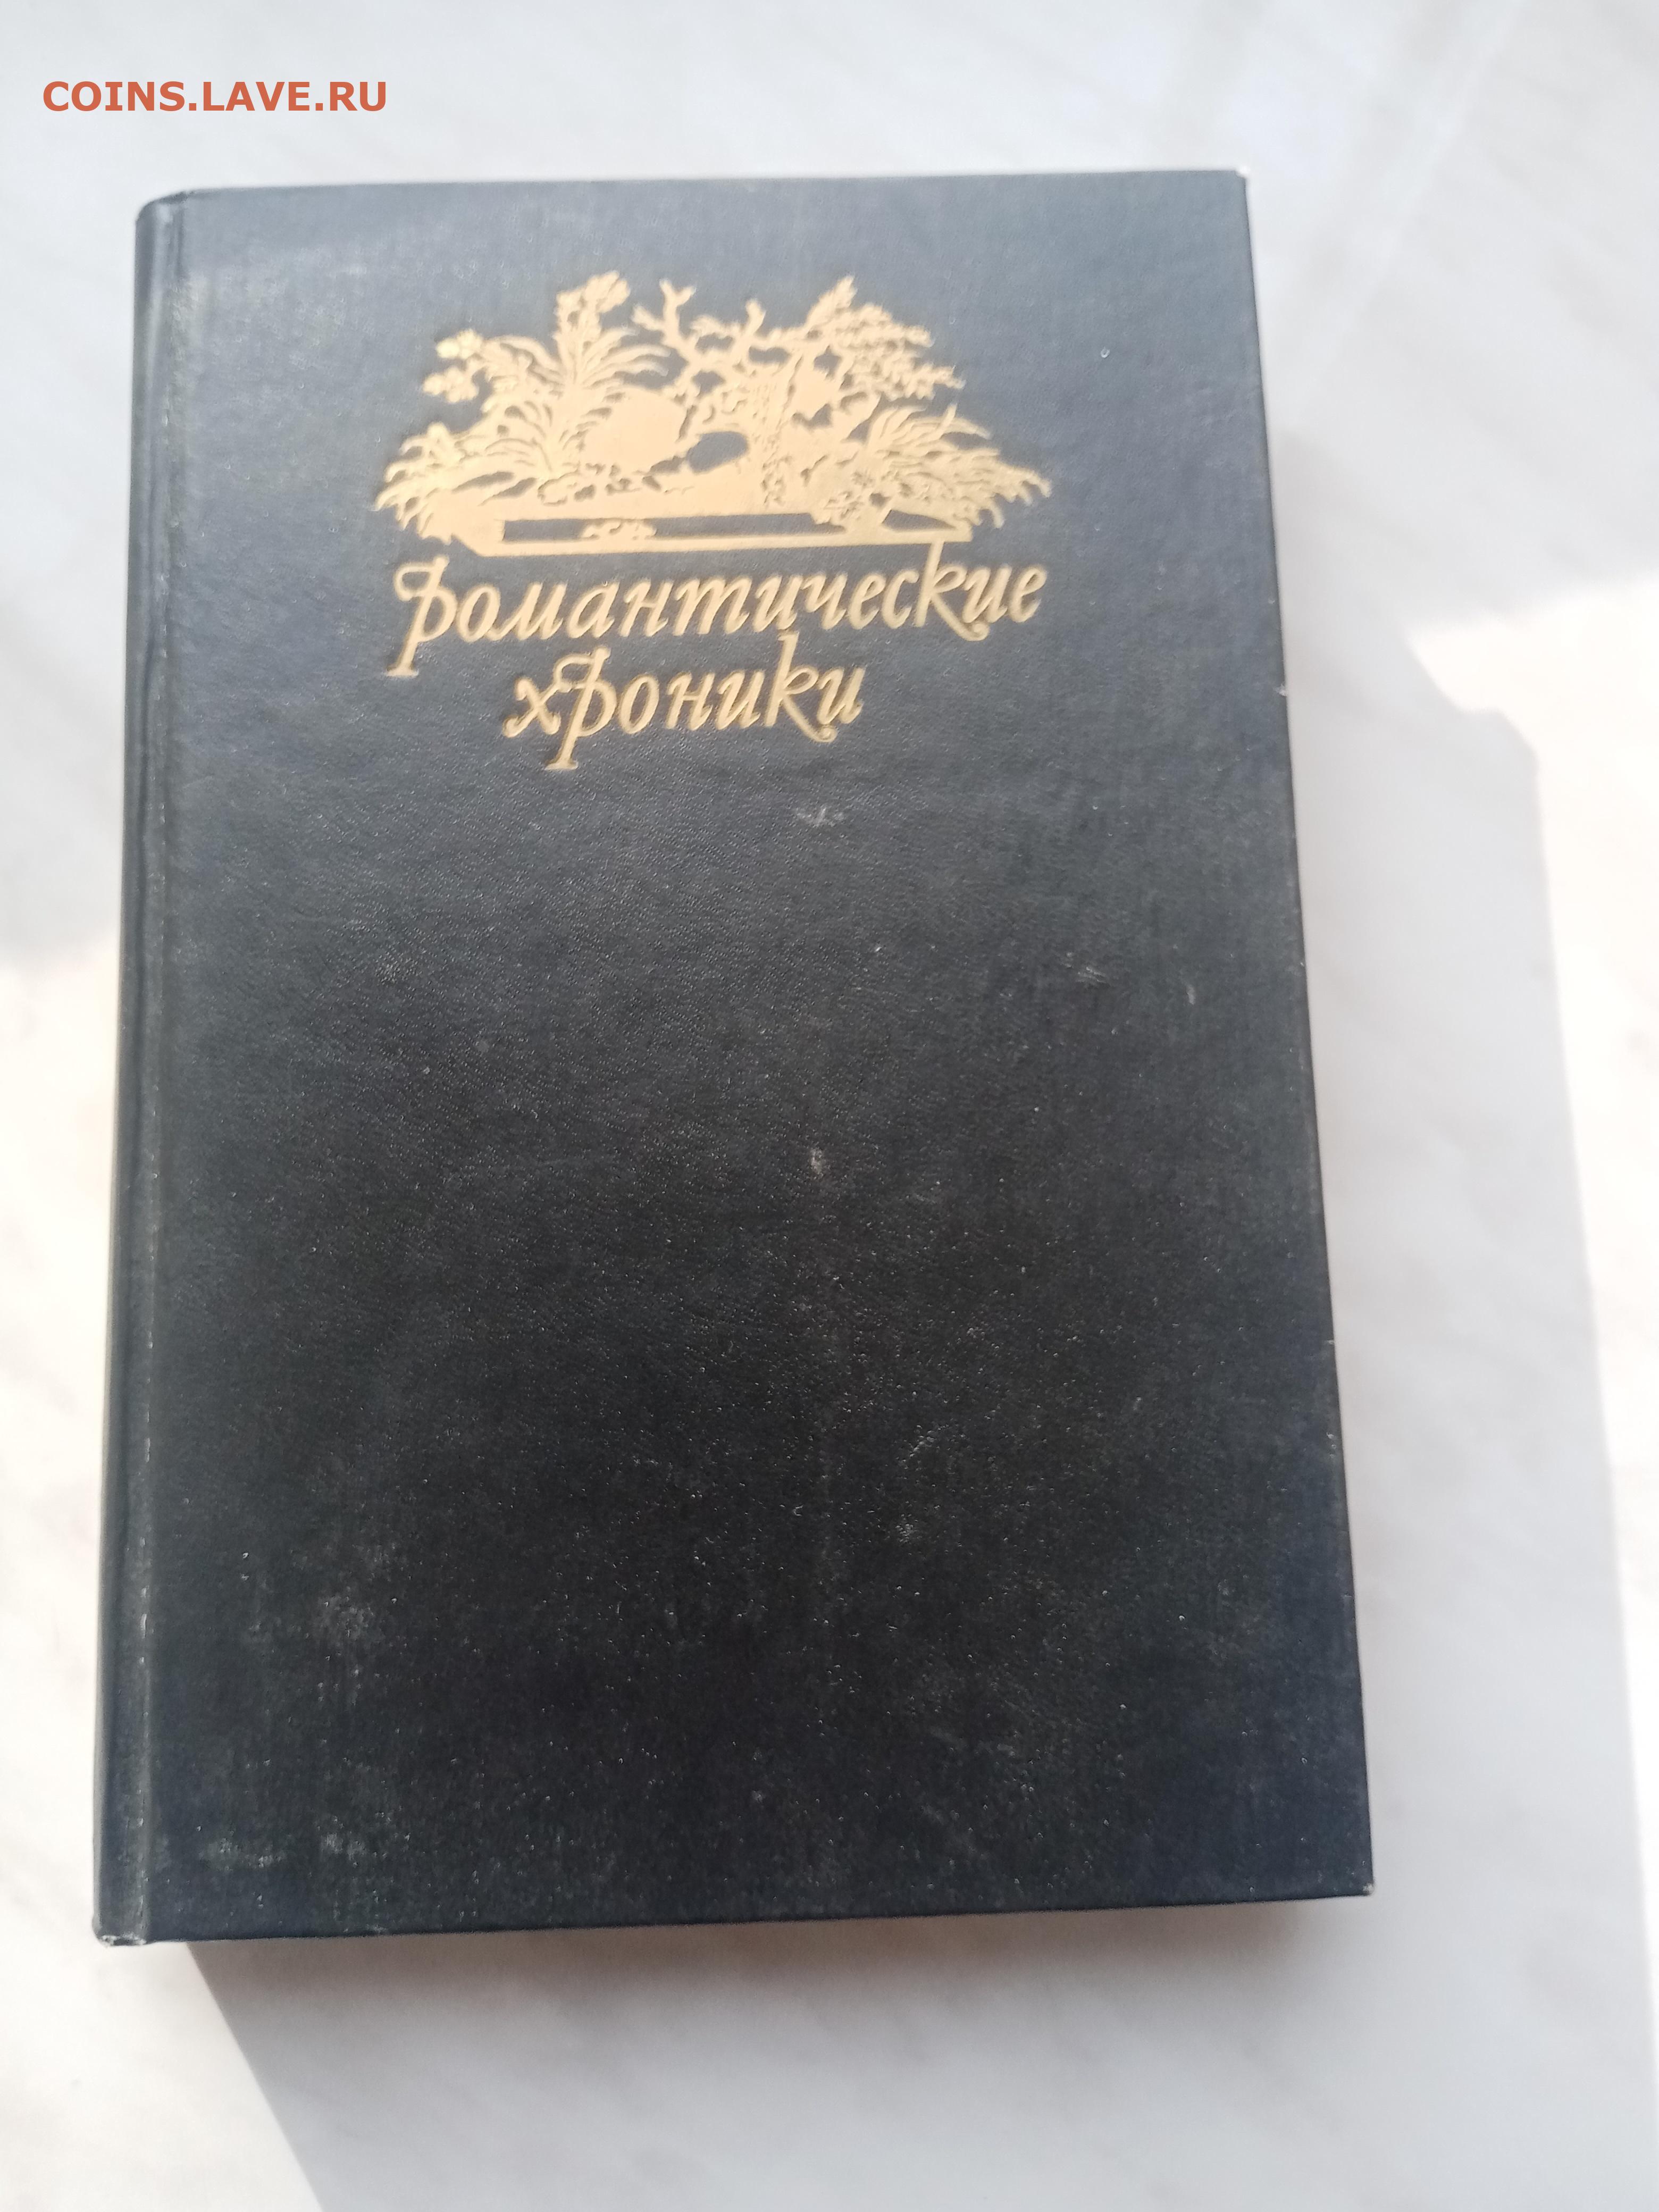 COINS.LAVE.RU
Романтические
хроники